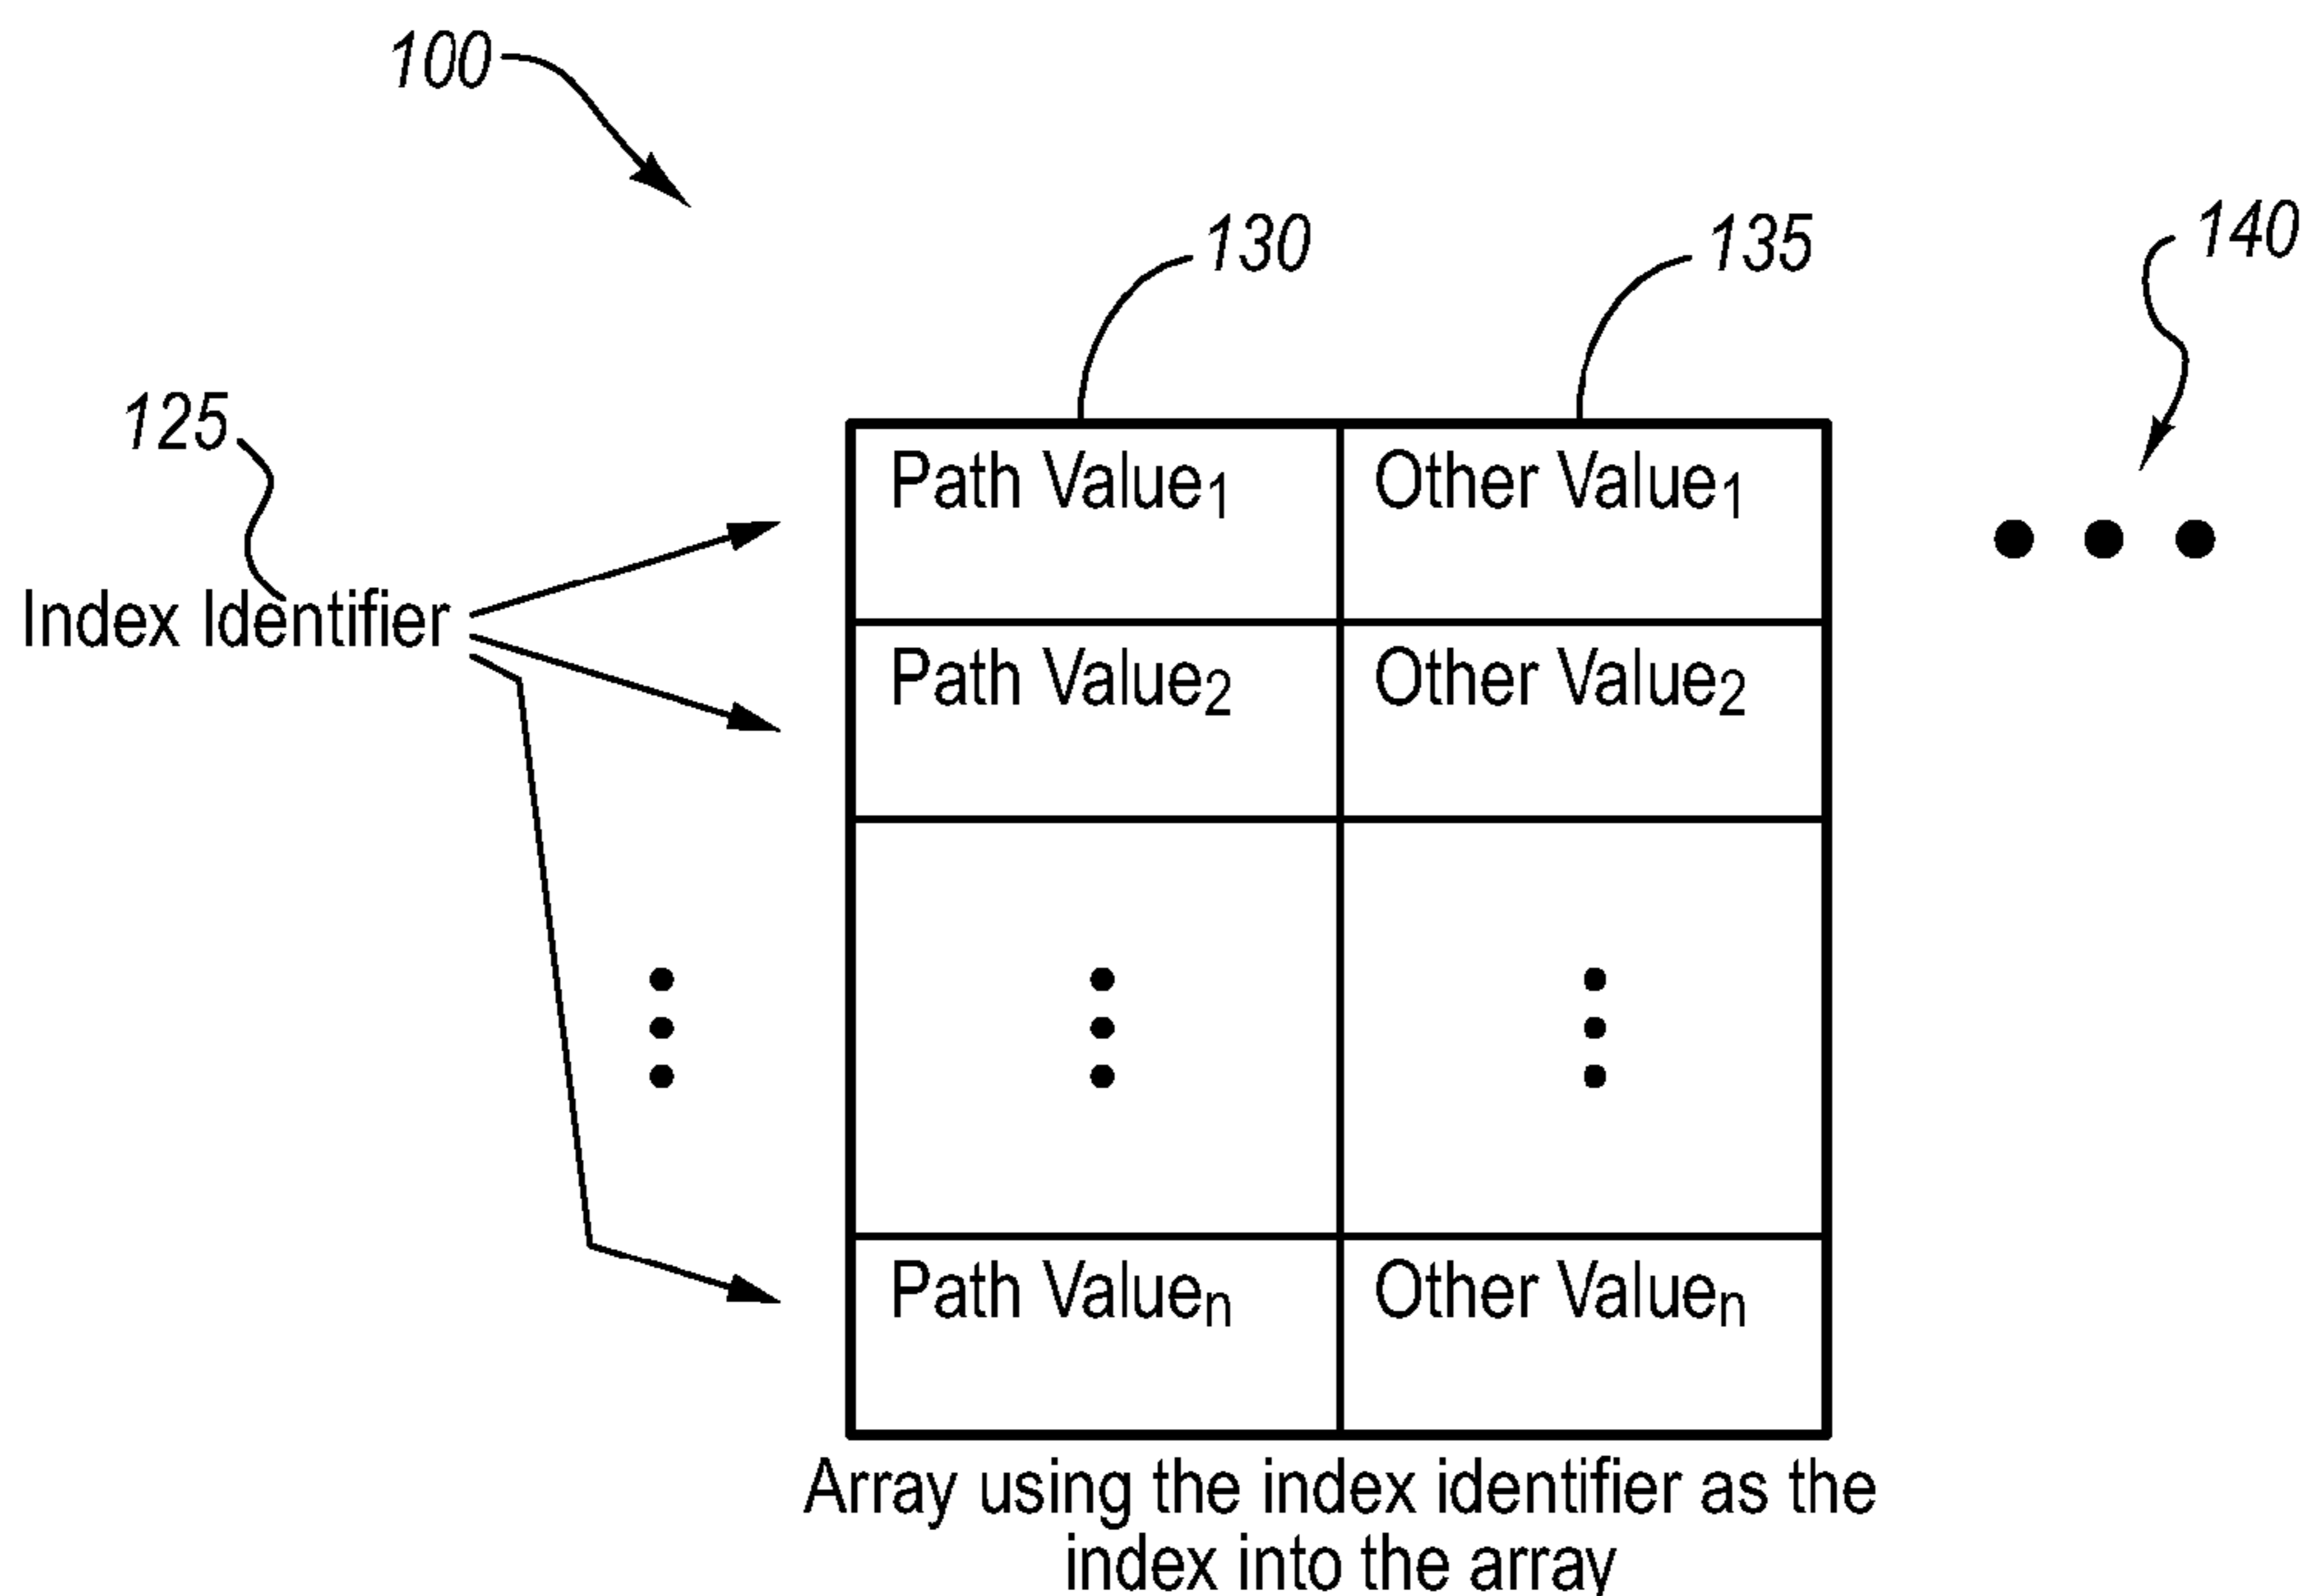 100
130
135
140
125
Path Value1 Other Value1
Index Identifier
Path Value2 Other Value2
Path Valuen Other Valuen
Array using the index identifier as the
index into the array